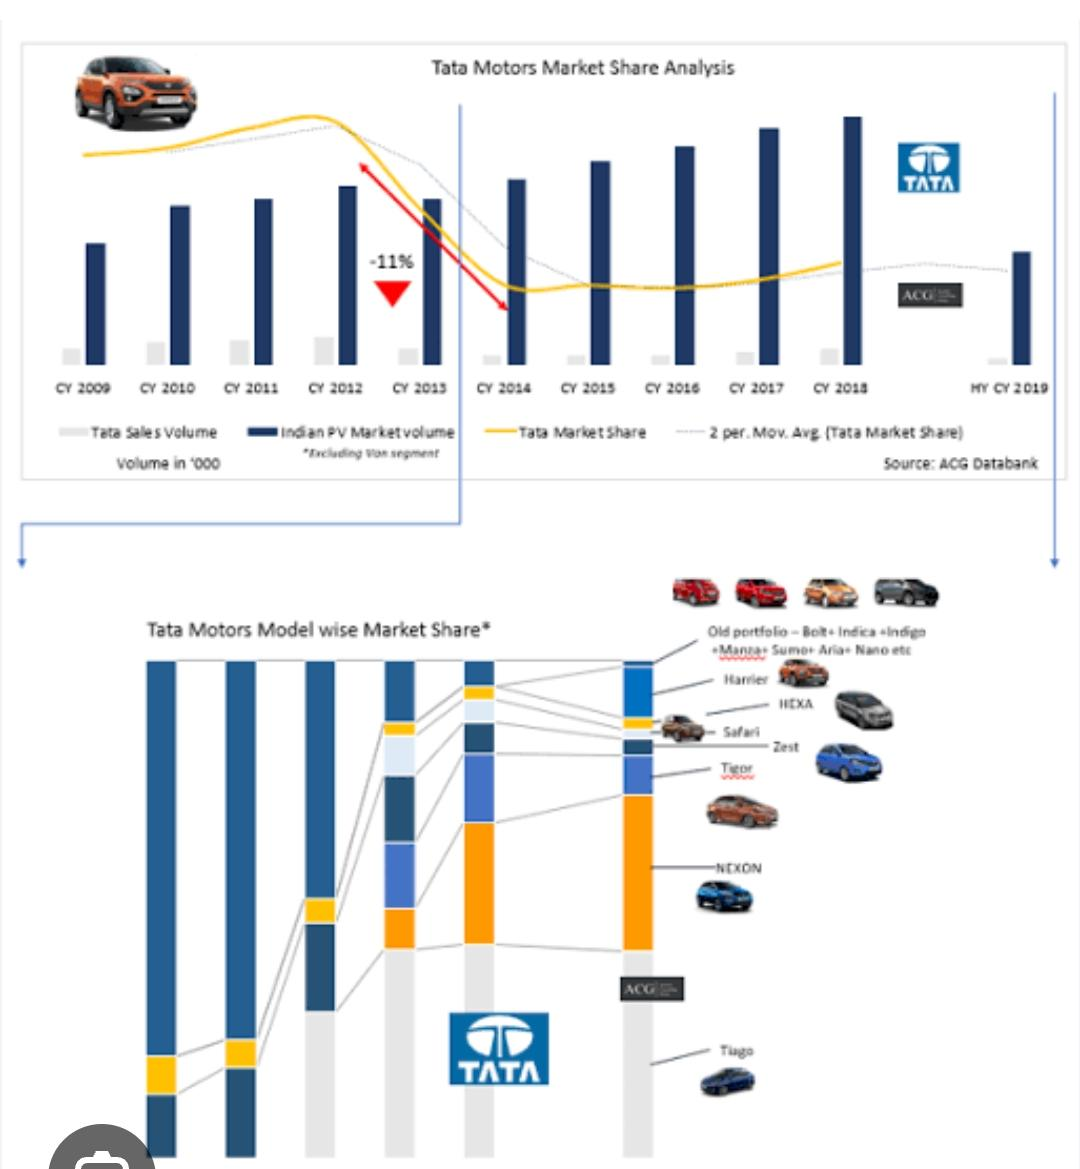 Tata Motors Market Share Analysis
TATA
-11%
ACG
CY 2009 CY 2010 CY 2011 CY 2012 CY 2013 CY 2014 CY 2015 CY 2016 CY 2017 CY 2018 HY CY 2019
Tata Sales Volume Indian PV Market volume Tata Market Share 2 per. Mov. Avg. (Tata Market Share)
*Excluding Van segment
Volume in '000 Source: ACG Databank
Tata Motors Model wise Market Share*
Old portfolio – Bolt+ Indica +Indigo
+Manza+ Sumo+ Aria+ Nano etc
Harrier
HEXA
Safari
Zest
Tigor
NEXON
ACG
TATA
Tiago